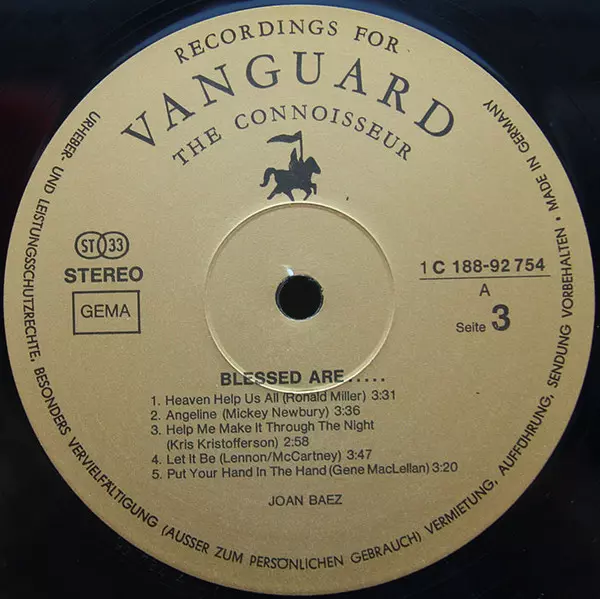 RECORDINGS FOR
VANGUARD
THE CONNOISSEUR
ST 33
STEREO
GEMA
1 C 188-92 754
A
Seite 3
BLESSED ARE.....
1. Heaven Help Us All (Ronald Miller) 3:31
2. Angeline (Mickey Newbury) 3:36
3. Help Me Make It Through The Night
(Kris Kristofferson) 2:58
4. Let It Be (Lennon/McCartney) 3:47
5. Put Your Hand In The Hand (Gene MacLellan) 3:20
JOAN BAEZ
URHEBER- UND LEISTUNGSSCHUTZRECHTE, BESONDERS VERVIELFÄLTIGUNG (AUSSER ZUM PERSÖNLICHEN GEBRAUCH) VERMIETUNG, AUFFÜHRUNG, SENDUNG VORBEHALTEN • MADE IN GERMANY